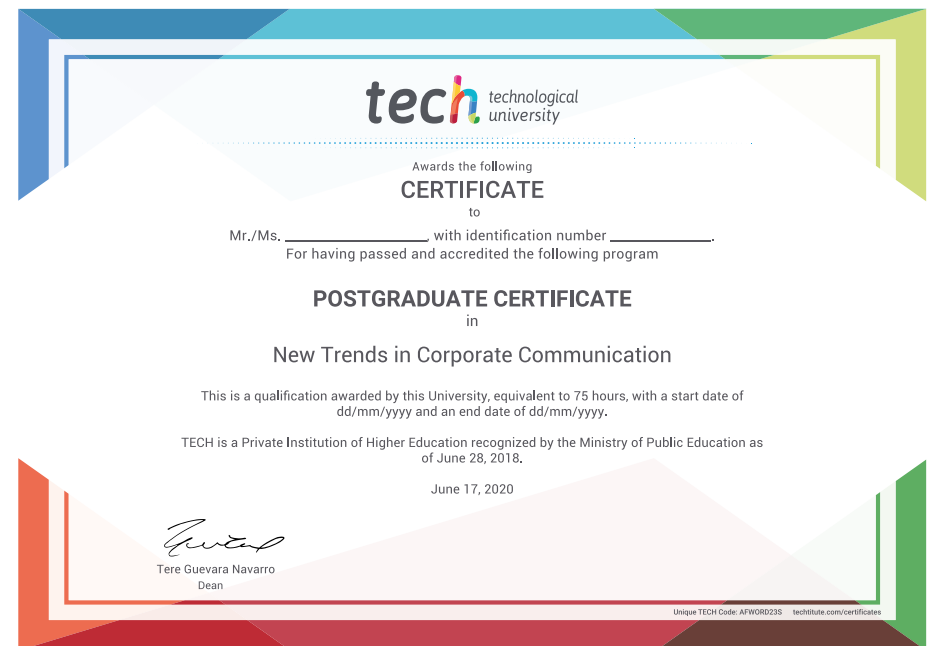 tech technological
university
Awards the following
CERTIFICATE
to
Mr./Ms. ____________________, with identification number ______________.
For having passed and accredited the following program
POSTGRADUATE CERTIFICATE
in
New Trends in Corporate Communication
This is a qualification awarded by this University, equivalent to 75 hours, with a start date of
dd/mm/yyyy and an end date of dd/mm/yyyy.
TECH is a Private Institution of Higher Education recognized by the Ministry of Public Education as
of June 28, 2018.
June 17, 2020
Tere Guevara Navarro
Dean
Unique TECH Code: AFWORD23S techtitute.com/certificates